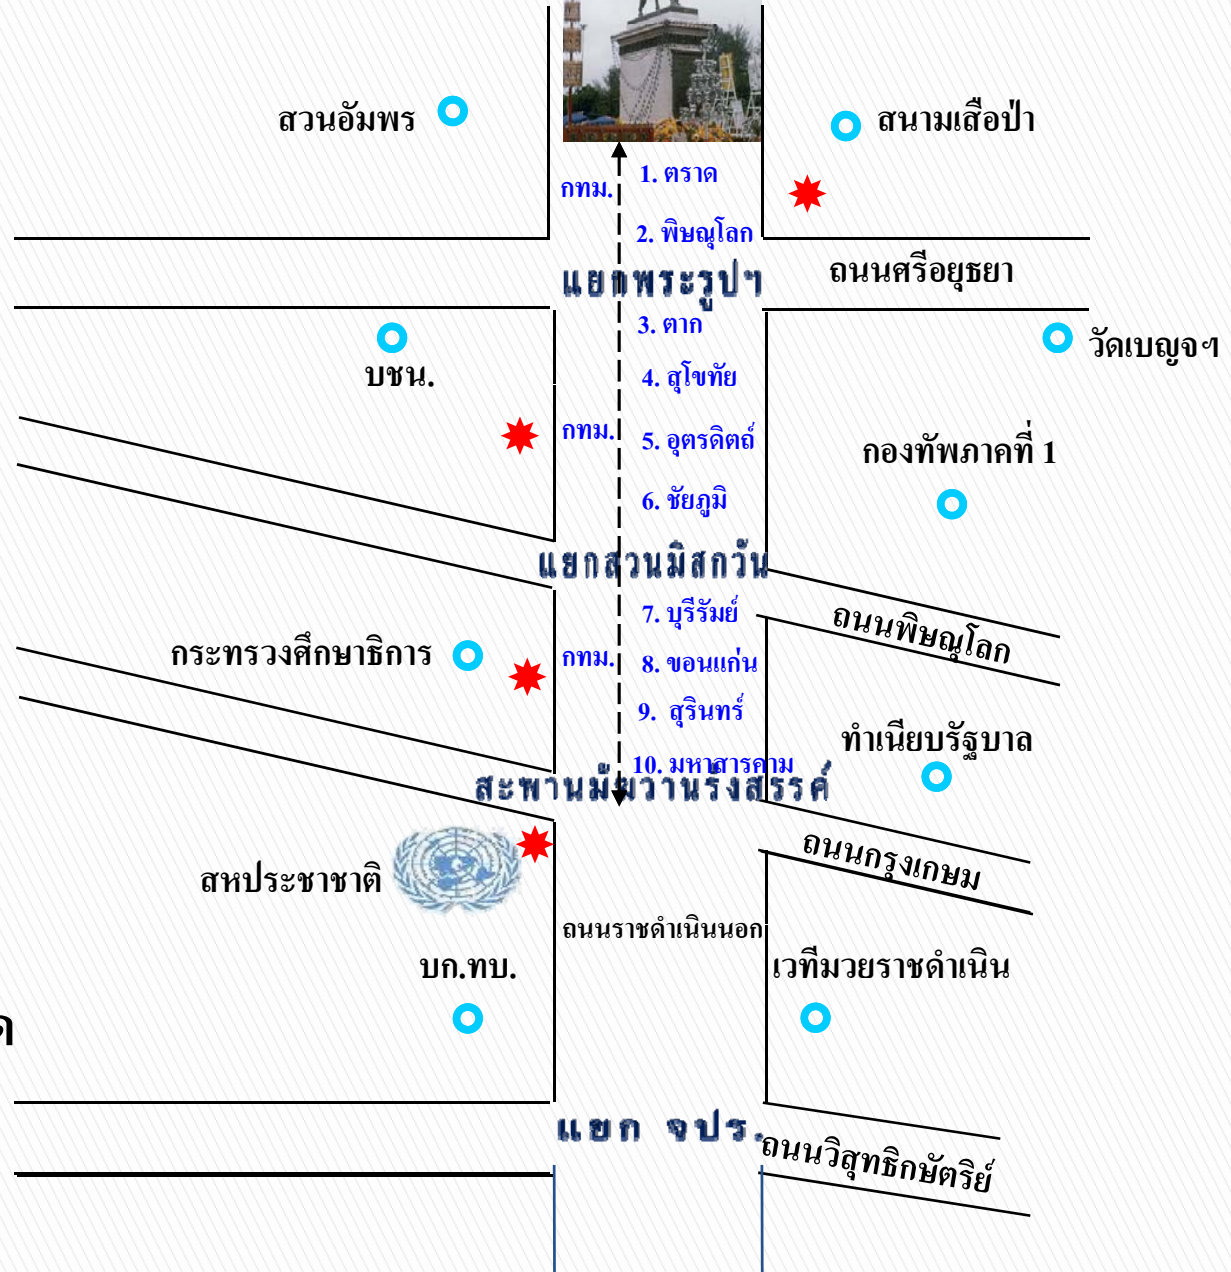 สวนอัมพร
สนามเสือป่า
กทม.
1. ตราด
2. พิษณุโลก
แยกพระรูปฯ
ถนนศรีอยุธยา
3. ตาก
วัดเบญจฯ
บชน.
4. สุโขทัย
กทม.
5. อุตรดิตถ์
กองทัพภาคที่ 1
6. ชัยภูมิ
แยกสวนมิสกวัน
7. บุรีรัมย์
ถนนพิษณุโลก
กระทรวงศึกษาธิการ
กทม.
8. ขอนแก่น
9. สุรินทร์
ทำเนียบรัฐบาล
10. มหาสารคาม
สะพานมัฆวานรังสรรค์
ถนนกรุงเกษม
สหประชาชาติ
ถนนราชดำเนินนอก
บก.ทบ.
เวทีมวยราชดำเนิน
แยก จปร.
ถนนวิสุทธิกษัตริย์